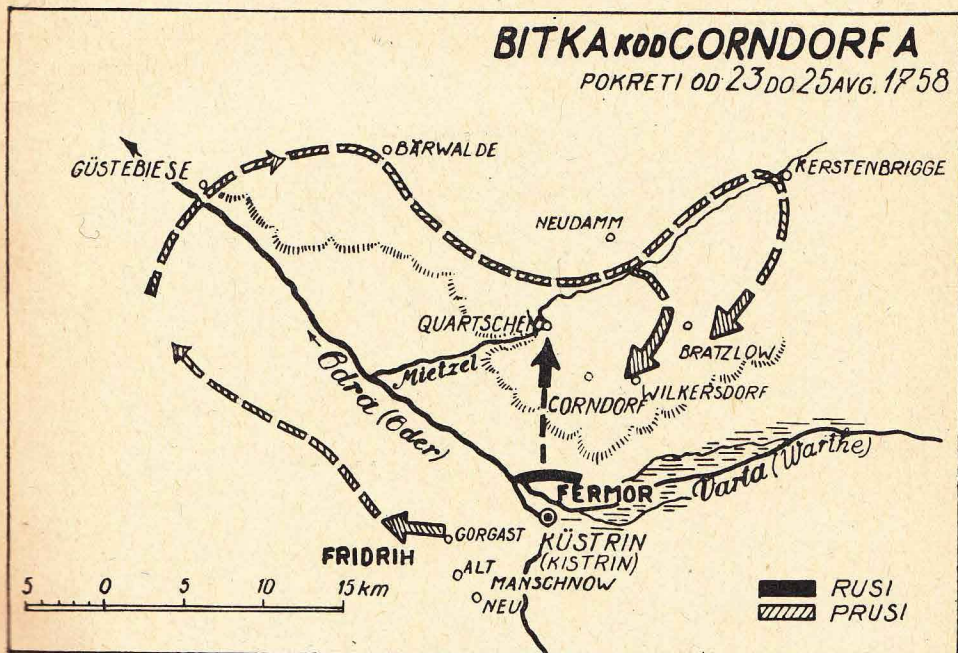 BITKA KOD CORNDORFA
POKRETI OD 23 DO 25 AVG. 1758
GÜSTEBIESE
BÄRWALDE
KERSTENBRIGGE
NEUDAMM
QUARTSCHEN
BRATZLOW
Mietzel
WILKERSDORF
CORNDORF
Odra (Oder)
Varta (Warthe)
FERMOR
GORGAST
KÜSTRIN
(KISTRIN)
FRIDRIH
ALT
MANSCHNOW
NEU
5 0 5 10 15 km
RUSI
PRUSI